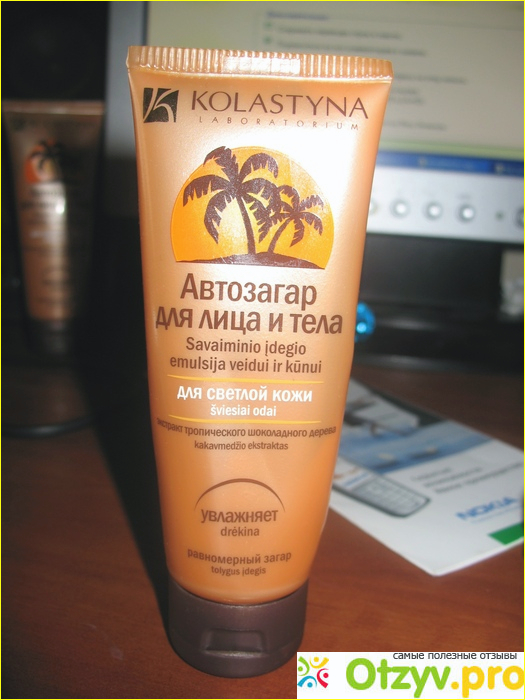 KOLASTYNA
LABORATORIUM
Автозагар
для лица и тела
Savaiminio įdegio
emulsija veidui ir kūnui
для светлой кожи
šviesiai odai
экстракт тропического шоколадного дерева
kakavmedžio ekstraktas
увлажняет
drėkina
равномерный загар
tolygus įdegis
NOKIA
самые полезные отзывы
Otzyv.pro